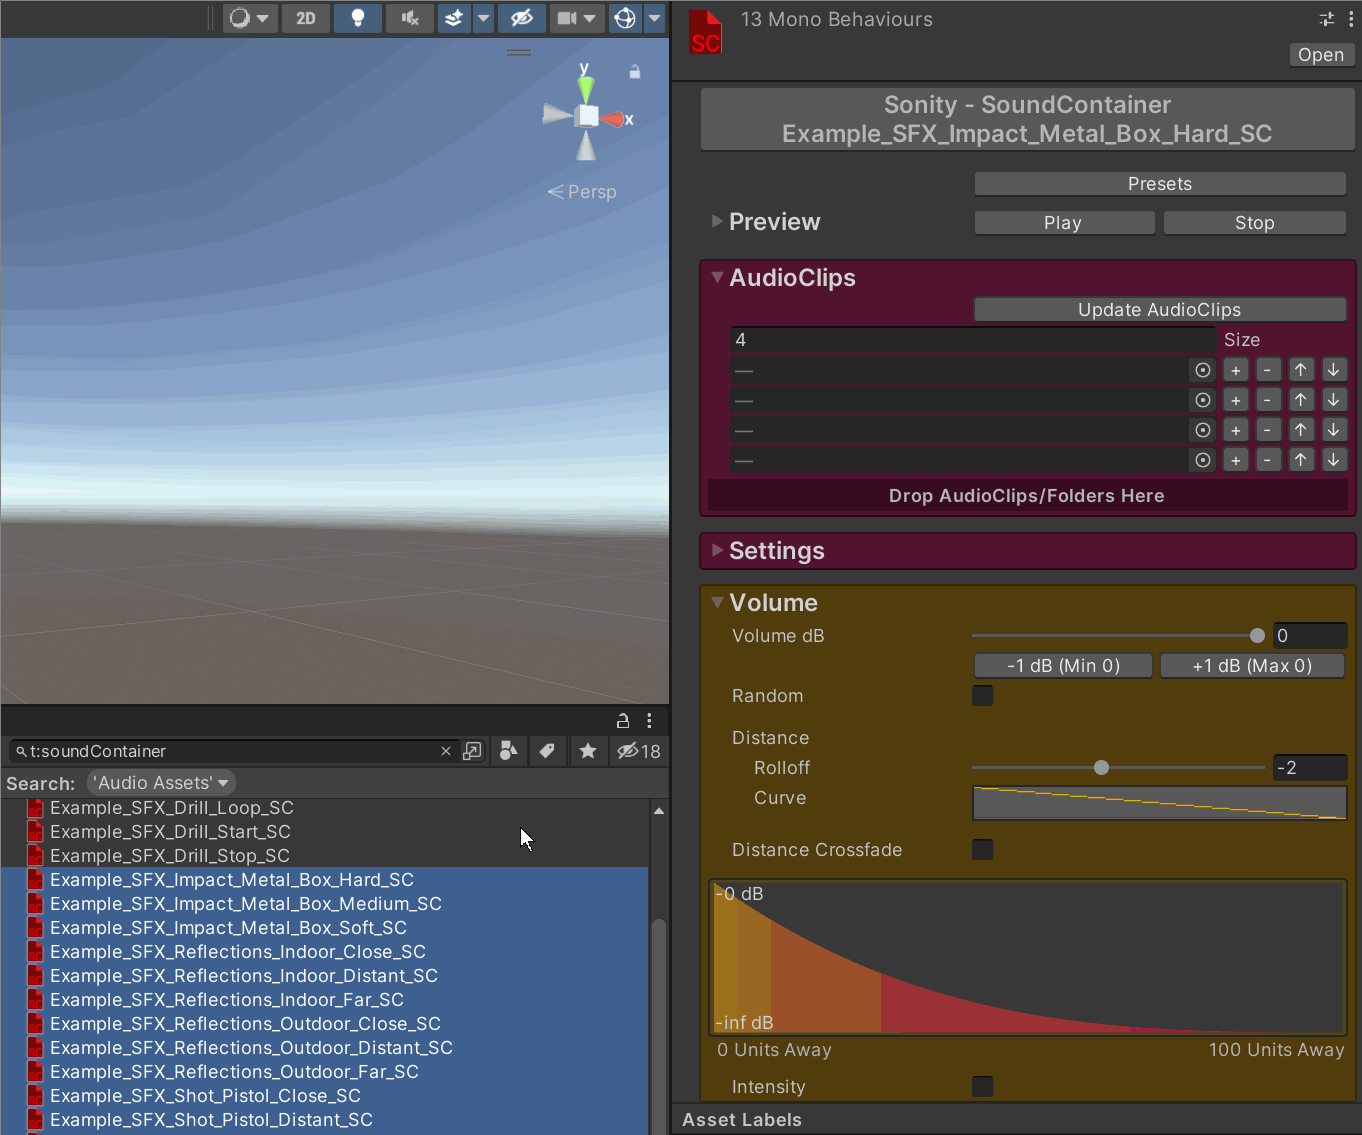 2D
y
x
Persp
t:soundContainer
18
Search: 'Audio Assets'
Example_SFX_Drill_Loop_SC
Example_SFX_Drill_Start_SC
Example_SFX_Drill_Stop_SC
Example_SFX_Impact_Metal_Box_Hard_SC
Example_SFX_Impact_Metal_Box_Medium_SC
Example_SFX_Impact_Metal_Box_Soft_SC
Example_SFX_Reflections_Indoor_Close_SC
Example_SFX_Reflections_Indoor_Distant_SC
Example_SFX_Reflections_Indoor_Far_SC
Example_SFX_Reflections_Outdoor_Close_SC
Example_SFX_Reflections_Outdoor_Distant_SC
Example_SFX_Reflections_Outdoor_Far_SC
Example_SFX_Shot_Pistol_Close_SC
Example_SFX_Shot_Pistol_Distant_SC
SC
13 Mono Behaviours
Open
Sonity - SoundContainer
Example_SFX_Impact_Metal_Box_Hard_SC
Presets
Preview Play Stop
AudioClips
Update AudioClips
4 Size
— + - ↑ ↓
— + - ↑ ↓
— + - ↑ ↓
— + - ↑ ↓
Drop AudioClips/Folders Here
Settings
Volume
Volume dB 0
-1 dB (Min 0) +1 dB (Max 0)
Random
Distance
Rolloff -2
Curve
Distance Crossfade
-0 dB
-inf dB
0 Units Away 100 Units Away
Intensity
Asset Labels